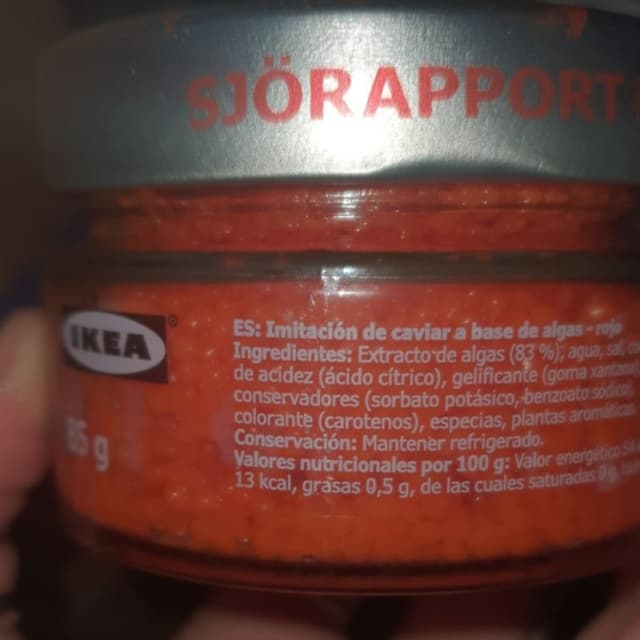 SJÖRAPPORT
IKEA
®
85 g
ES: Imitación de caviar a base de algas - rojo
Ingredientes: Extracto de algas (83 %), agua, sal,
de acidez (ácido cítrico), gelificante (goma xantana
conservadores (sorbato potásico, benzoato sódico
colorante (carotenos), especias, plantas aromáticas
Conservación: Mantener refrigerado.
Valores nutricionales por 100 g: Valor energético
13 kcal, grasas 0,5 g, de las cuales saturadas 0 g,